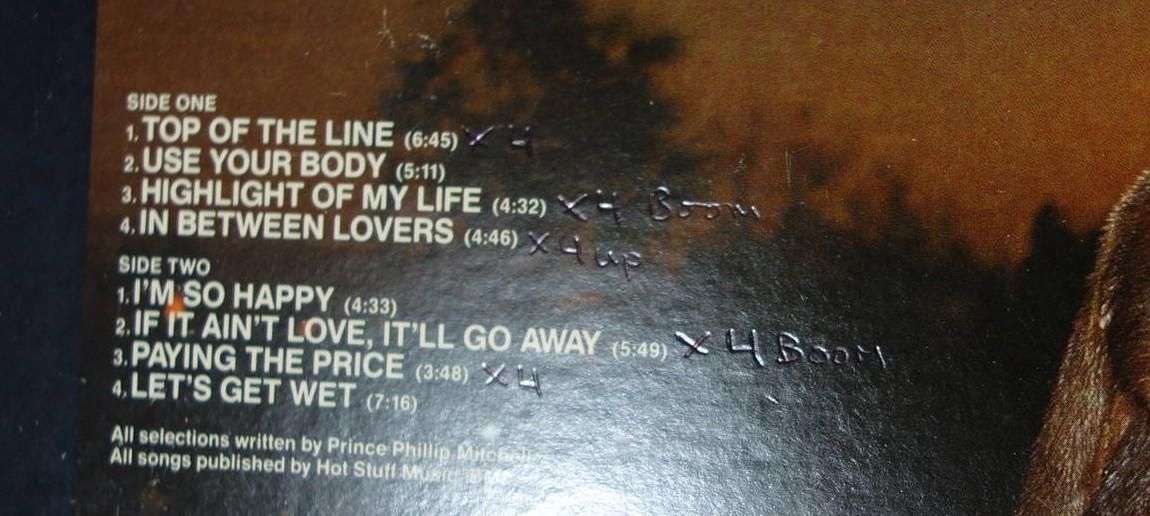 SIDE ONE
1. TOP OF THE LINE (6:45) x 4
2. USE YOUR BODY (5:11)
3. HIGHLIGHT OF MY LIFE (4:32) x4 Boom
4. IN BETWEEN LOVERS (4:46) x 4 up
SIDE TWO
1. I'M SO HAPPY (4:33)
2. IF IT AIN'T LOVE, IT'LL GO AWAY (5:49) x 4 Boom
3. PAYING THE PRICE (3:48) x4
4. LET'S GET WET (7:16)
All selections written by Prince Phillip Mitchell
All songs published by Hot Stuff Music